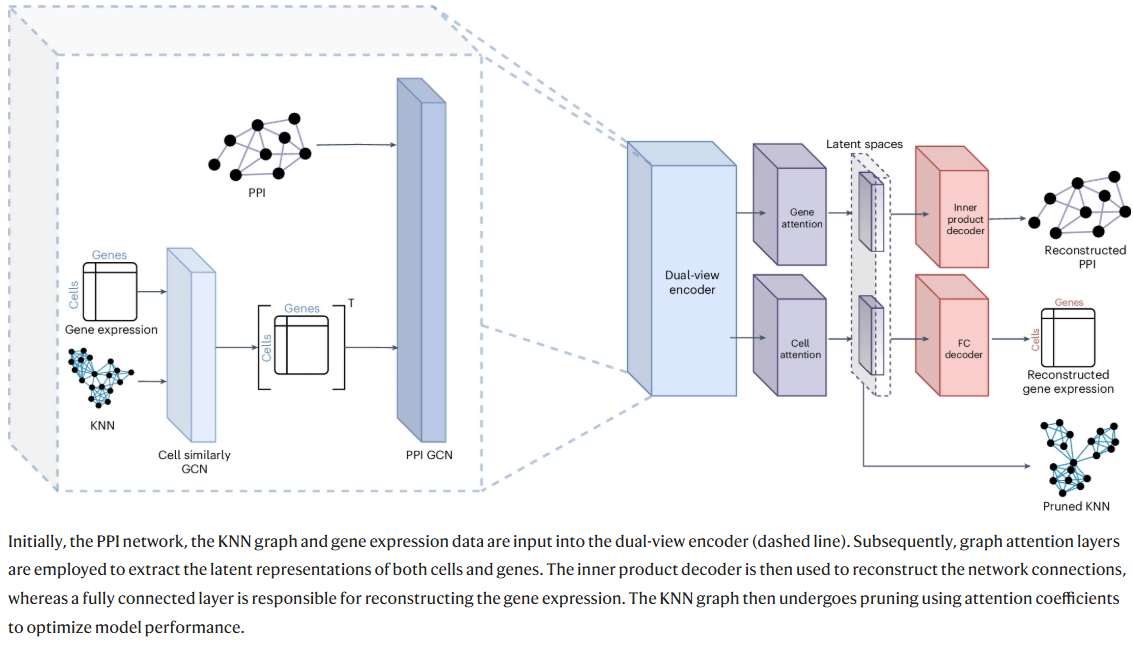 PPI
Genes
Cells
Gene expression
KNN
Cell similarly
GCN
Genes
Cells
T
PPI GCN
Dual-view
encoder
Gene
attention
Cell
attention
Latent spaces
Inner
product
decoder
FC
decoder
Reconstructed
PPI
Genes
Cells
Reconstructed
gene expression
Pruned KNN
Initially, the PPI network, the KNN graph and gene expression data are input into the dual-view encoder (dashed line). Subsequently, graph attention layers
are employed to extract the latent representations of both cells and genes. The inner product decoder is then used to reconstruct the network connections,
whereas a fully connected layer is responsible for reconstructing the gene expression. The KNN graph then undergoes pruning using attention coefficients
to optimize model performance.